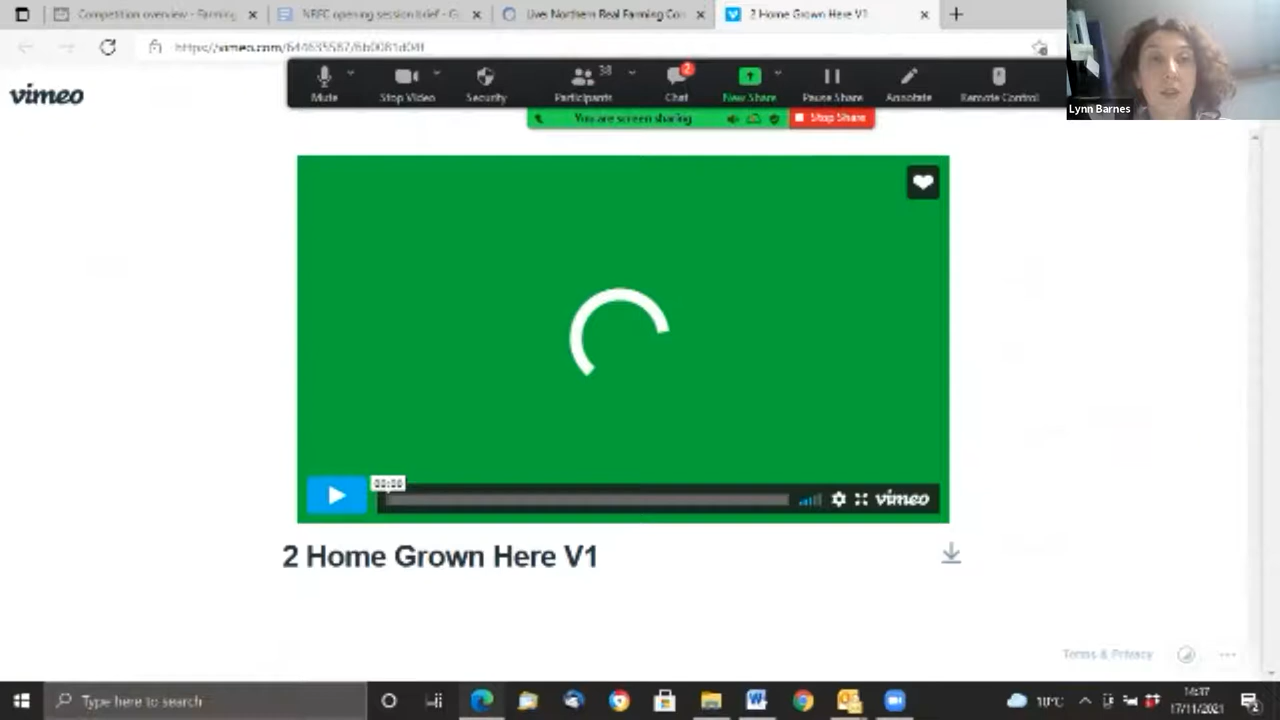 Competition overview - Farming
NRFC opening session brief - G
Live: Northern Real Farming Con
2 Home Grown Here V1
vimeo
Mute
Stop Video
Security
Participants
38
Chat
2
New Share
Pause Share
Annotate
Remote Control
You are screen sharing
Stop Share
Lynn Barnes
00:00
vimeo
2 Home Grown Here V1
Terms & Privacy
Type here to search
10°C
14:37
17/11/2021